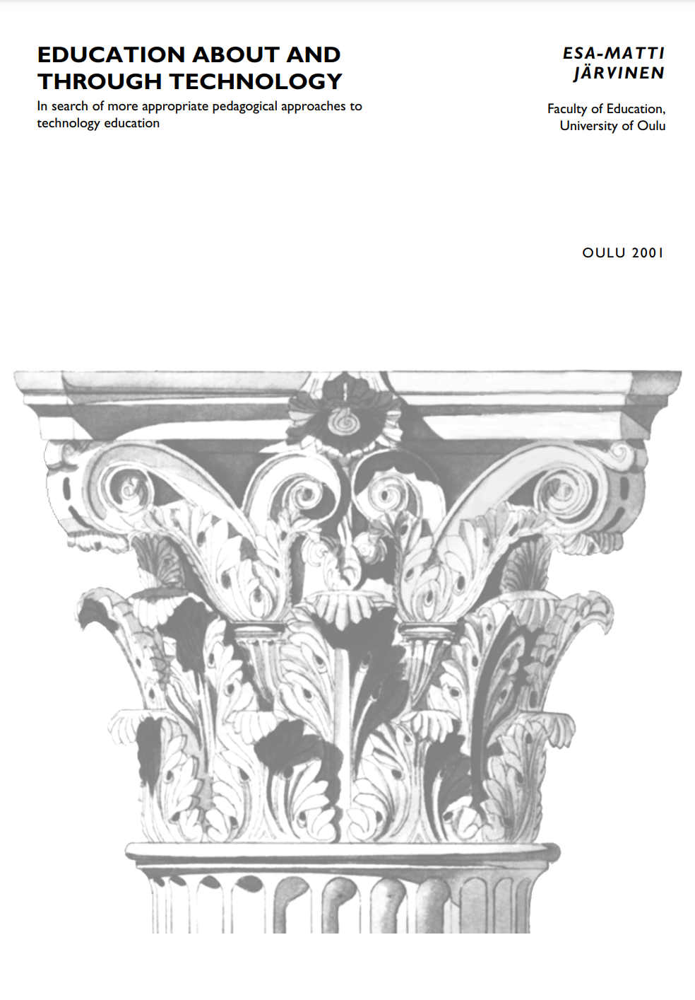 EDUCATION ABOUT AND
THROUGH TECHNOLOGY
In search of more appropriate pedagogical approaches to
technology education
ESA-MATTI
JÄRVINEN
Faculty of Education,
University of Oulu
OULU 2001